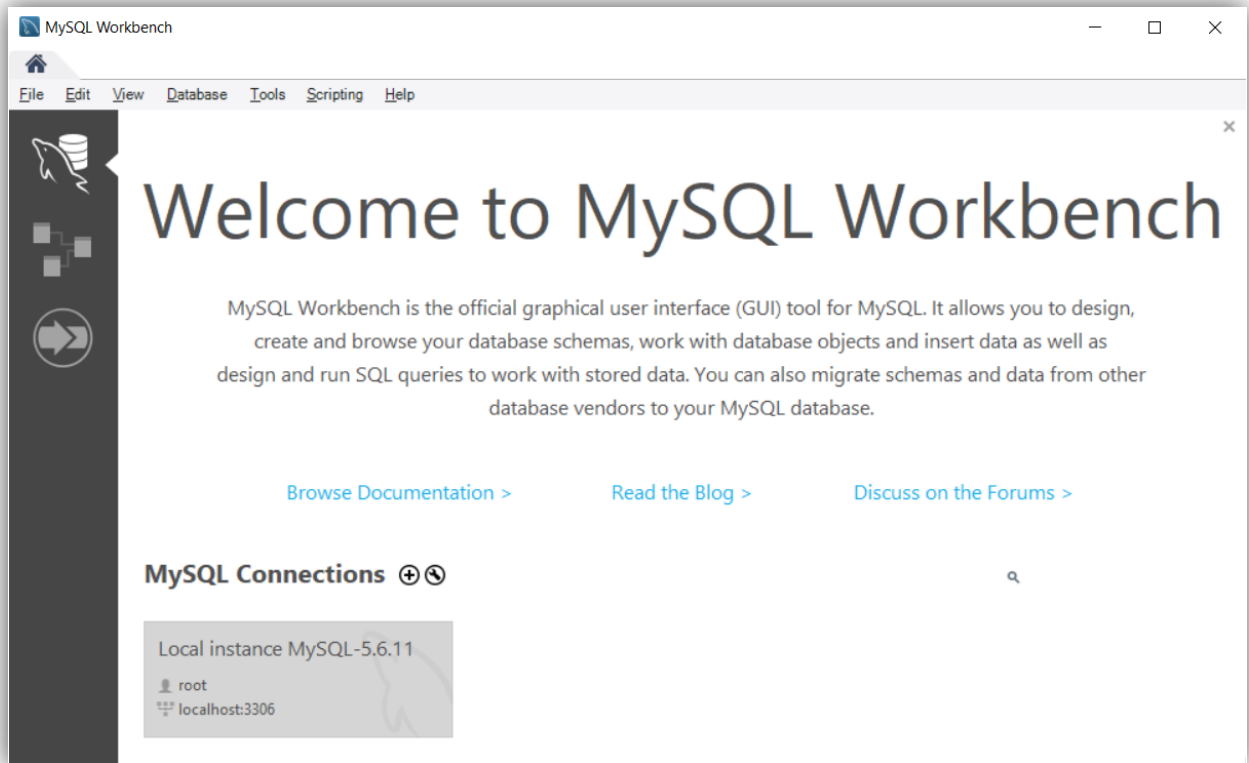 MySQL Workbench
File Edit View Database Tools Scripting Help
Welcome to MySQL Workbench
MySQL Workbench is the official graphical user interface (GUI) tool for MySQL. It allows you to design,
create and browse your database schemas, work with database objects and insert data as well as
design and run SQL queries to work with stored data. You can also migrate schemas and data from other
database vendors to your MySQL database.
Browse Documentation > Read the Blog > Discuss on the Forums >
MySQL Connections
Local instance MySQL-5.6.11
root
localhost:3306